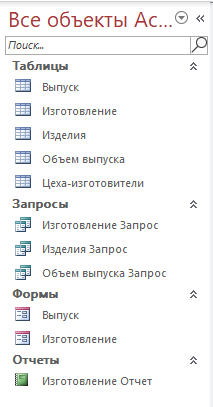 Все объекты Ac...
Поиск...
Таблицы
Выпуск
Изготовление
Изделия
Объем выпуска
Цеха-изготовители
Запросы
Изготовление Запрос
Изделия Запрос
Объем выпуска Запрос
Формы
Выпуск
Изготовление
Отчеты
Изготовление Отчет